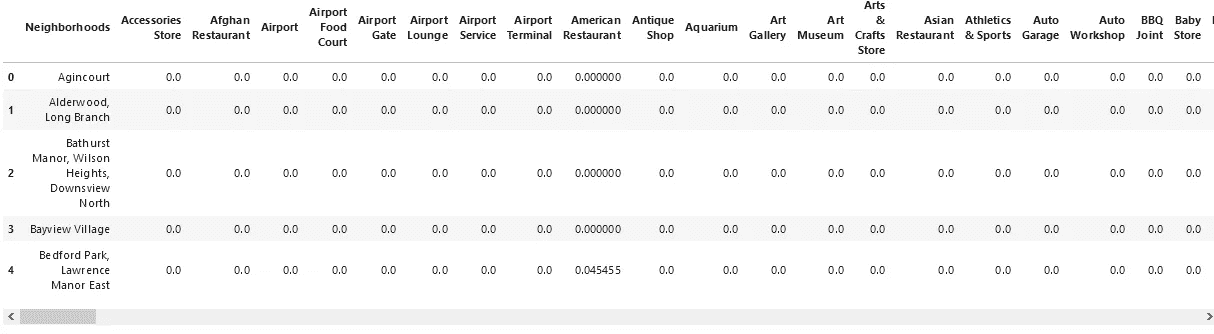 Neighborhoods Accessories Store Afghan Restaurant Airport Airport Food Court Airport Gate Airport Lounge Airport Service Airport Terminal American Restaurant Antique Shop Aquarium Art Gallery Art Museum Arts & Crafts Store Asian Restaurant Athletics & Sports Auto Garage Auto Workshop BBQ Joint Baby Store
0 Agincourt 0.0 0.0 0.0 0.0 0.0 0.0 0.0 0.0 0.000000 0.0 0.0 0.0 0.0 0.0 0.0 0.0 0.0 0.0 0.0 0.0
1 Alderwood, Long Branch 0.0 0.0 0.0 0.0 0.0 0.0 0.0 0.0 0.000000 0.0 0.0 0.0 0.0 0.0 0.0 0.0 0.0 0.0 0.0 0.0
2 Bathurst Manor, Wilson Heights, Downsview North 0.0 0.0 0.0 0.0 0.0 0.0 0.0 0.0 0.000000 0.0 0.0 0.0 0.0 0.0 0.0 0.0 0.0 0.0 0.0 0.0
3 Bayview Village 0.0 0.0 0.0 0.0 0.0 0.0 0.0 0.0 0.000000 0.0 0.0 0.0 0.0 0.0 0.0 0.0 0.0 0.0 0.0 0.0
4 Bedford Park, Lawrence Manor East 0.0 0.0 0.0 0.0 0.0 0.0 0.0 0.0 0.045455 0.0 0.0 0.0 0.0 0.0 0.0 0.0 0.0 0.0 0.0 0.0